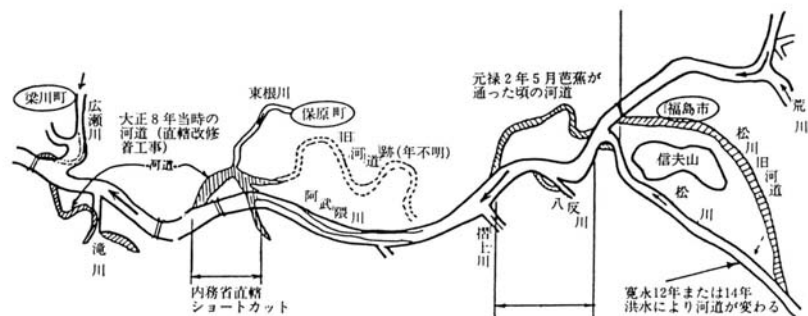 梁川町
広瀬川
大正8年当時の
河道（直轄改修
着工事）
河道
東根川
保原町
旧河道跡(年不明)
阿武隈川
滝川
内務省直轄
ショートカット
元禄2年5月芭蕉が
通った頃の河道
八反川
摺上川
荒川
福島市
松川旧河道
信夫山
松川
寛永12年または14年
洪水により河道が変わる